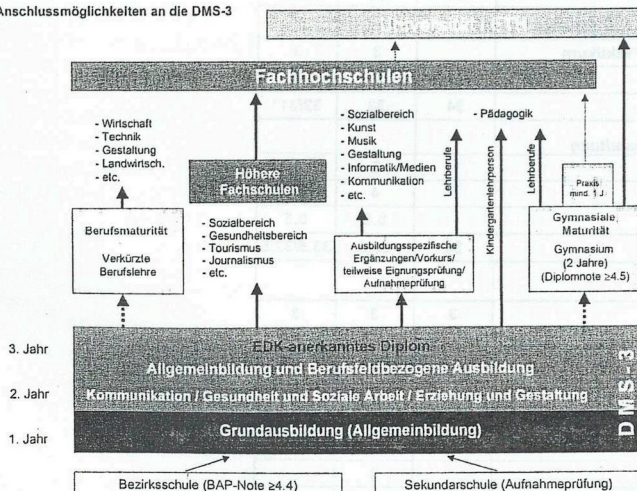 Anschlussmöglichkeiten an die DMS-3
Fachhochschulen
- Wirtschaft
- Technik
- Gestaltung
- Landwirtsch.
- etc.
Höhere
Fachschulen
- Sozialbereich
- Kunst
- Musik
- Gestaltung
- Informatik/Medien
- Kommunikation
- etc.
Lehrberufe
- Pädagogik
Kindergartenlehrperson
Lehrberufe
Praxis
mind. 1 J.
Berufsmaturität
Verkürzte
Berufslehre
- Sozialbereich
- Gesundheitsbereich
- Tourismus
- Journalismus
- etc.
Ausbildungsspezifische
Ergänzungen/Vorkurs/
teilweise Eignungsprüfung/
Aufnahmeprüfung
Gymnasiale
Maturität
Gymnasium
(2 Jahre)
(Diplomnote ≥4.5)
3. Jahr
EDK-anerkanntes Diplom
Allgemeinbildung und Berufsfeldbezogene Ausbildung
2. Jahr
Kommunikation / Gesundheit und Soziale Arbeit / Erziehung und Gestaltung
1. Jahr
Grundausbildung (Allgemeinbildung)
DMS-3
Bezirksschule (BAP-Note ≥4.4)
Sekundarschule (Aufnahmeprüfung)